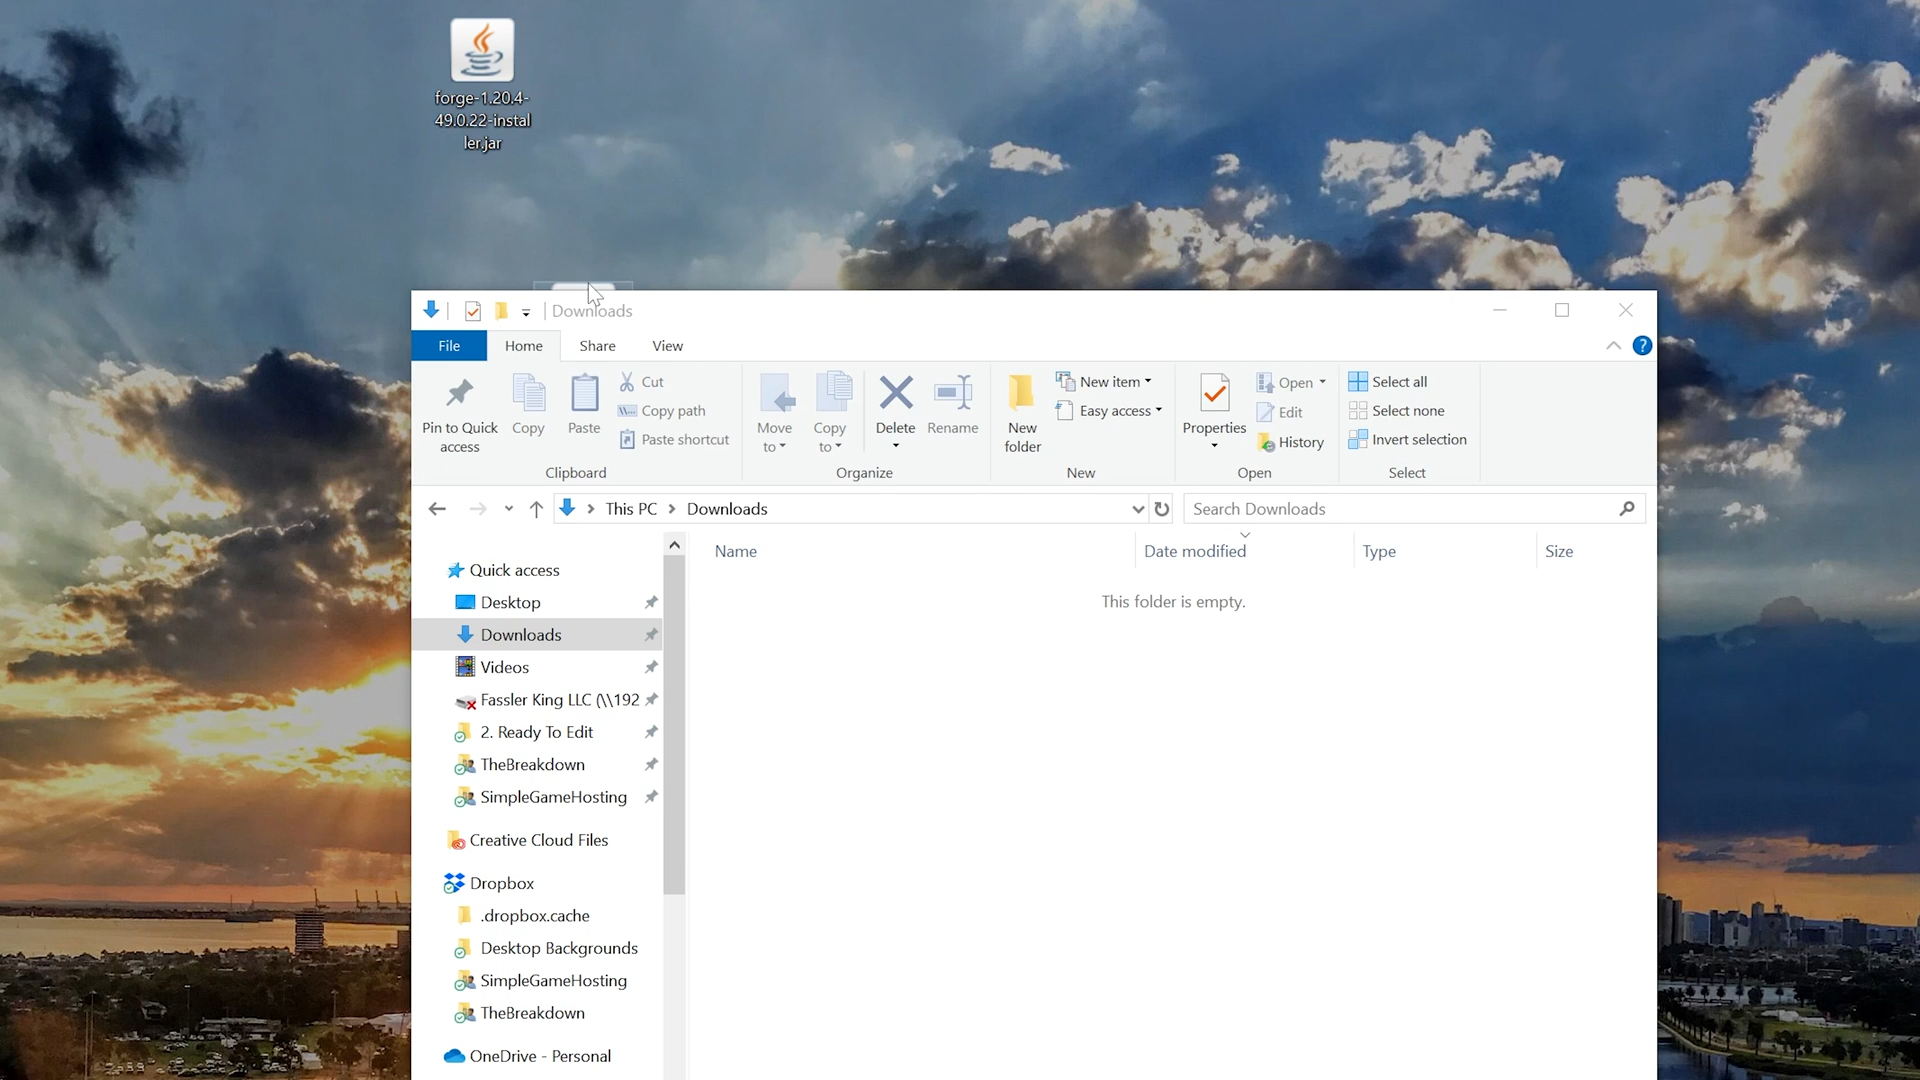 forge-1.20.4-
49.0.22-instal
ler.jar
Downloads
File
Home
Share
View
?
Pin to Quick
access
Copy
Paste
Cut
Copy path
Paste shortcut
Clipboard
Move
to
Copy
to
Delete
Rename
Organize
New
folder
New item
Easy access
New
Properties
Open
Edit
History
Open
Select all
Select none
Invert selection
Select
This PC
Downloads
Search Downloads
Name
Date modified
Type
Size
This folder is empty.
Quick access
Desktop
Downloads
Videos
Fassler King LLC (\\192
2. Ready To Edit
TheBreakdown
SimpleGameHosting
Creative Cloud Files
Dropbox
.dropbox.cache
Desktop Backgrounds
SimpleGameHosting
TheBreakdown
OneDrive - Personal